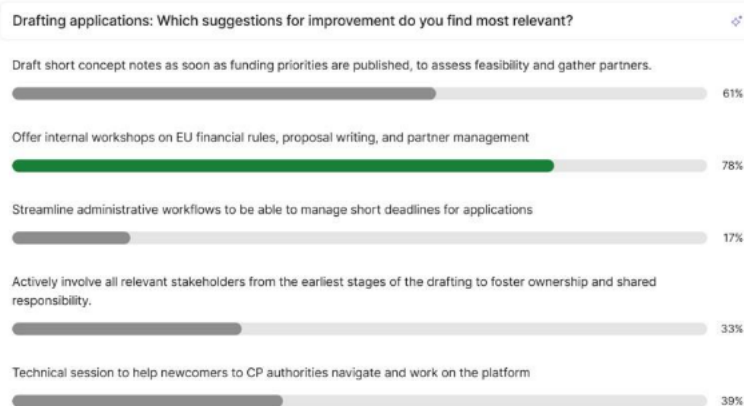 Drafting applications: Which suggestions for improvement do you find most relevant?
Draft short concept notes as soon as funding priorities are published, to assess feasibility and gather partners.
61%
Offer internal workshops on EU financial rules, proposal writing, and partner management
78%
Streamline administrative workflows to be able to manage short deadlines for applications
17%
Actively involve all relevant stakeholders from the earliest stages of the drafting to foster ownership and shared
responsibility.
33%
Technical session to help newcomers to CP authorities navigate and work on the platform
39%